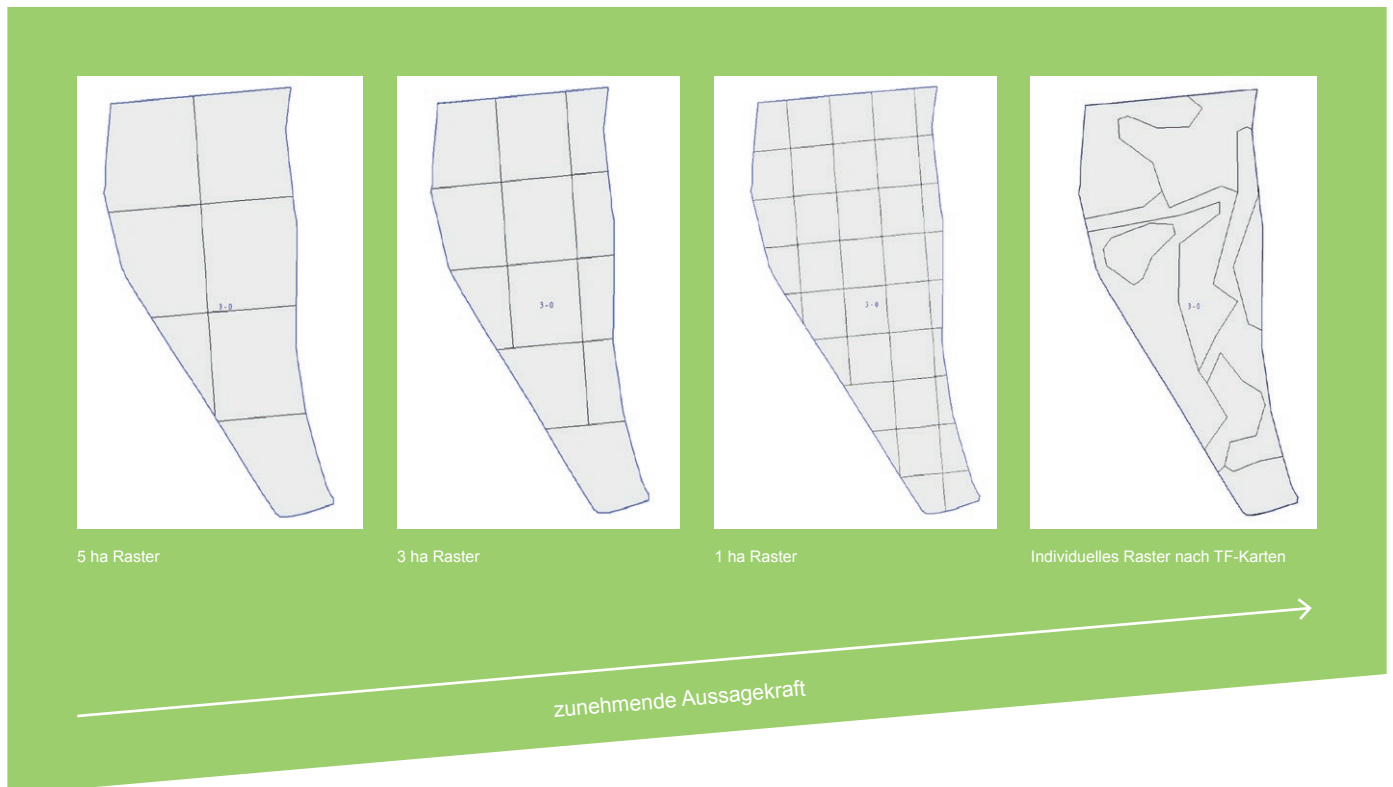 3-0
3-0
3-0
3-0
5 ha Raster
3 ha Raster
1 ha Raster
Individuelles Raster nach TF-Karten
zunehmende Aussagekraft